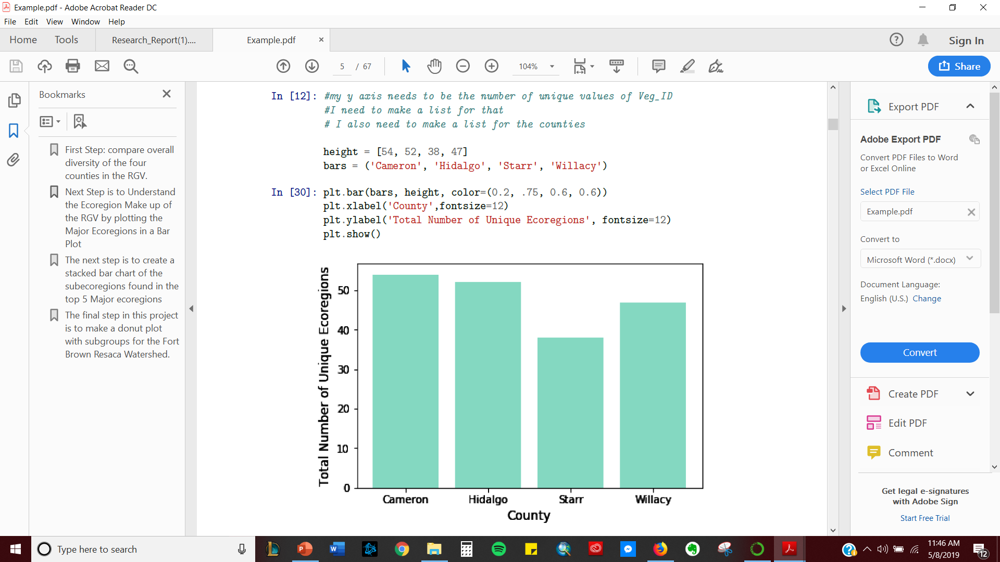 Example.pdf - Adobe Acrobat Reader DC
File Edit View Window Help
Home Tools Research_Report(1).... Example.pdf × Sign In
5 / 67 104% Share
Bookmarks
First Step: compare overall
diversity of the four
counties in the RGV.
Next Step is to Understand
the Ecoregion Make up of
the RGV by plotting the
Major Ecoregions in a Bar
Plot
The next step is to create a
stacked bar chart of the
subecoregions found in the
top 5 Major ecoregions
The final step in this project
is to make a donut plot
with subgroups for the Fort
Brown Resaca Watershed.
In [12]: #my y axis needs to be the number of unique values of Veg_ID
#I need to make a list for that
# I also need to make a list for the counties
height = [54, 52, 38, 47]
bars = ('Cameron', 'Hidalgo', 'Starr', 'Willacy')
In [30]: plt.bar(bars, height, color=(0.2, .75, 0.6, 0.6))
plt.xlabel('County',fontsize=12)
plt.ylabel('Total Number of Unique Ecoregions', fontsize=12)
plt.show()
Total Number of Unique Ecoregions
50
40
30
20
10
0
Cameron Hidalgo Starr Willacy
County
Export PDF
Adobe Export PDF
Convert PDF Files to Word
or Excel Online
Select PDF File
Example.pdf
Convert to
Microsoft Word (*.docx)
Document Language:
English (U.S.) Change
Convert
Create PDF
Edit PDF
Comment
Get legal e-signatures
with Adobe Sign
Start Free Trial
Type here to search
11:46 AM
5/8/2019
12